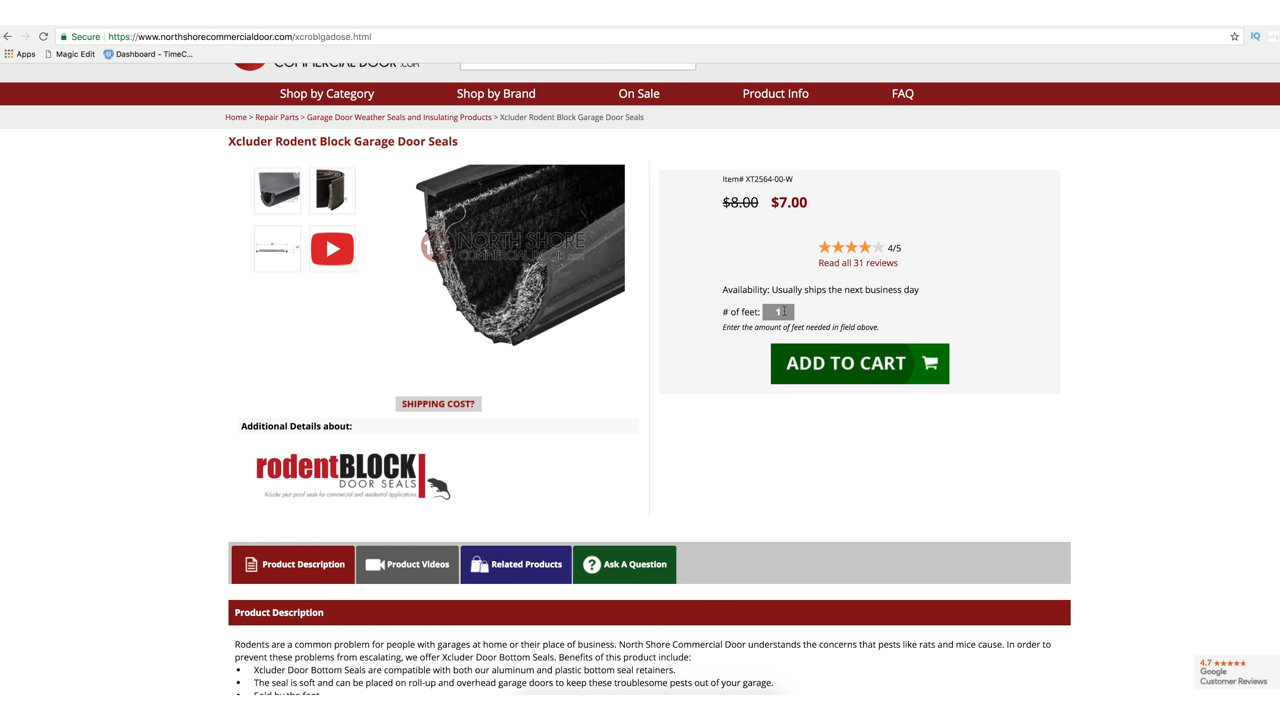 Secure https://www.northshorecommercialdoor.com/xcroblgadose.html
IQ
Apps Magic Edit Dashboard - TimeC...
COMMERCIAL DOOR.COM
Shop by Category Shop by Brand On Sale Product Info FAQ
Home > Repair Parts > Garage Door Weather Seals and Insulating Products > Xcluder Rodent Block Garage Door Seals
Xcluder Rodent Block Garage Door Seals
Item# XT2564-00-W
$8.00 $7.00
NORTH SHORE
COMMERCIAL DOOR.COM
4/5
Read all 31 reviews
Availability: Usually ships the next business day
# of feet: 1
Enter the amount of feet needed in field above.
ADD TO CART
SHIPPING COST?
Additional Details about:
rodentBLOCK
DOOR SEALS
Xcluder pest proof seals for commercial and residential applications.
Product Description Product Videos Related Products Ask A Question
Product Description
Rodents are a common problem for people with garages at home or their place of business. North Shore Commercial Door understands the concerns that pests like rats and mice cause. In order to
prevent these problems from escalating, we offer Xcluder Door Bottom Seals. Benefits of this product include:
• Xcluder Door Bottom Seals are compatible with both our aluminum and plastic bottom seal retainers.
• The seal is soft and can be placed on roll-up and overhead garage doors to keep these troublesome pests out of your garage.
• Sold by the foot
4.7
Google
Customer Reviews